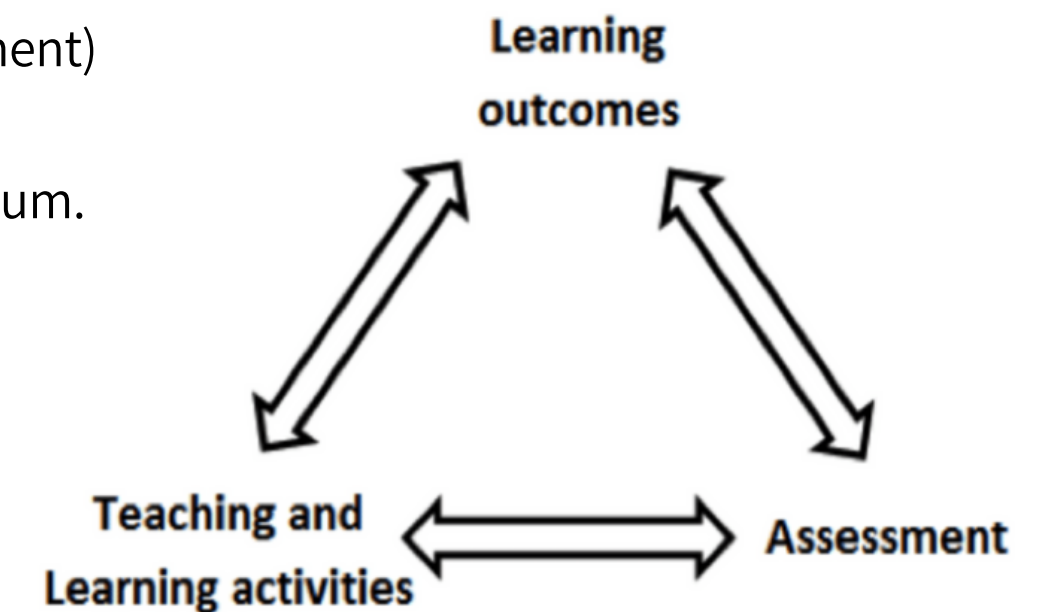 ment)
um.
Learning
outcomes
Teaching and
Learning activities
Assessment